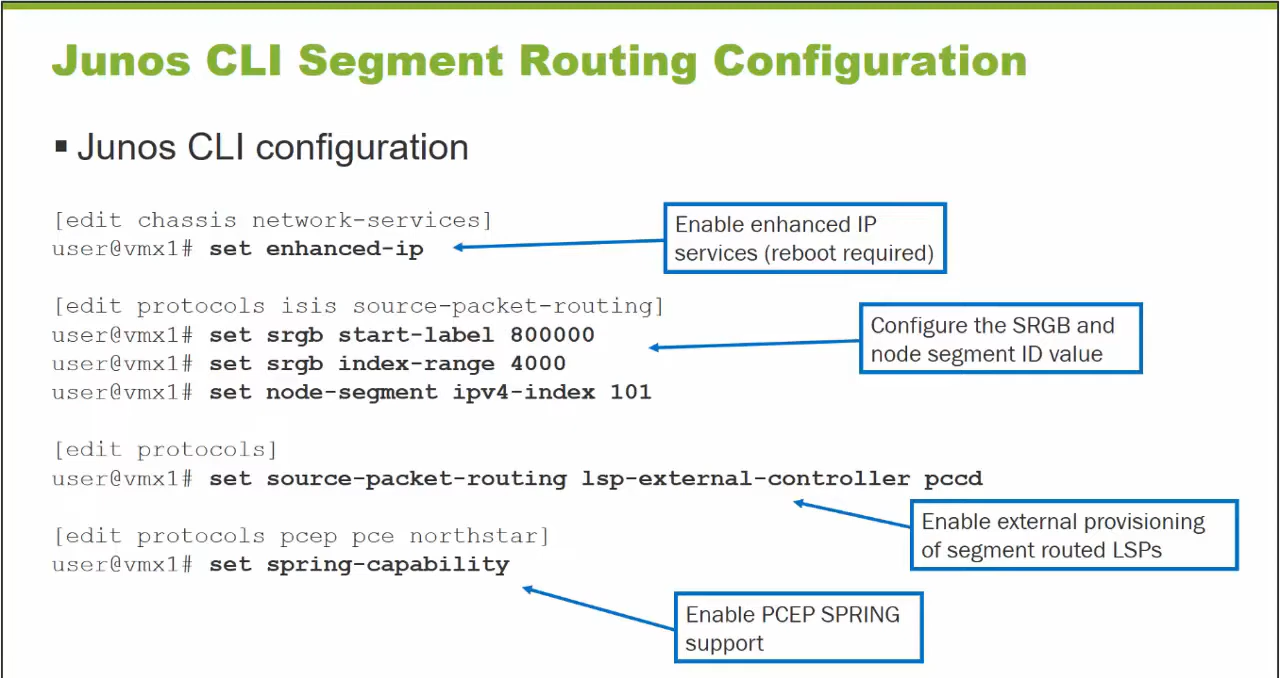 Junos CLI Segment Routing Configuration
▪ Junos CLI configuration
[edit chassis network-services]
user@vmx1# set enhanced-ip
Enable enhanced IP
services (reboot required)
[edit protocols isis source-packet-routing]
user@vmx1# set srgb start-label 800000
user@vmx1# set srgb index-range 4000
user@vmx1# set node-segment ipv4-index 101
Configure the SRGB and
node segment ID value
[edit protocols]
user@vmx1# set source-packet-routing lsp-external-controller pccd
Enable external provisioning
of segment routed LSPs
[edit protocols pcep pce northstar]
user@vmx1# set spring-capability
Enable PCEP SPRING
support